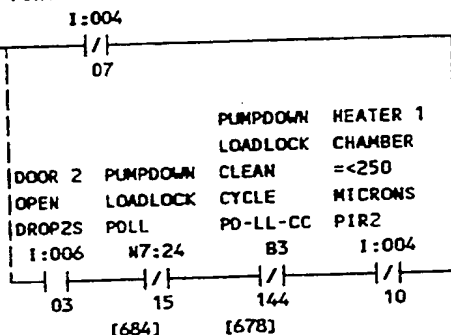 I:004
]/[
07
PUMPDOWN HEATER 1
LOADLOCK CHAMBER
DOOR 2 PUMPDOWN CLEAN =<250
OPEN LOADLOCK CYCLE MICRONS
DROP2S POLL PD-LL-CC PIR2
I:006 N7:24 B3 I:004
] [ ]/[ ]/[ ]/[
03 15 144 10
[684] [678]